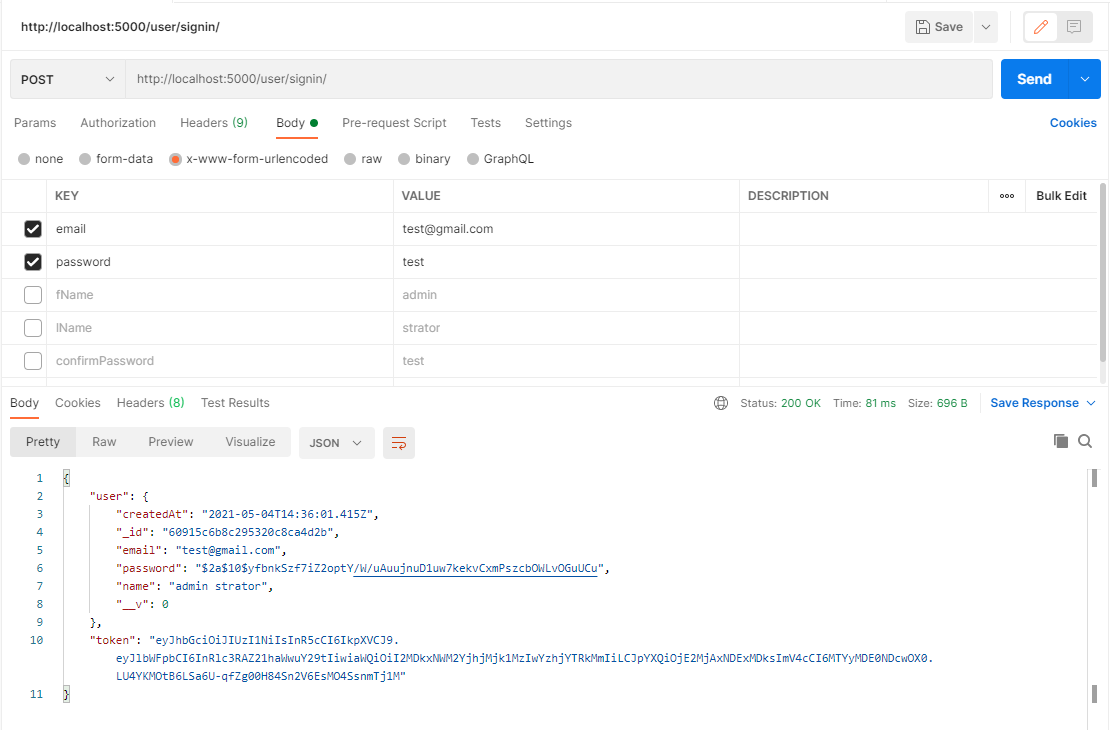 http://localhost:5000/user/signin/
Save
POST
http://localhost:5000/user/signin/
Send
Params Authorization Headers (9) Body Pre-request Script Tests Settings Cookies
none form-data x-www-form-urlencoded raw binary GraphQL
KEY VALUE DESCRIPTION ooo Bulk Edit
email test@gmail.com
password test
fName admin
lName strator
confirmPassword test
Body Cookies Headers (8) Test Results Status: 200 OK Time: 81 ms Size: 696 B Save Response
Pretty Raw Preview Visualize JSON
1 {
2 "user": {
3 "createdAt": "2021-05-04T14:36:01.415Z",
4 "_id": "60915c6b8c295320c8ca4d2b",
5 "email": "test@gmail.com",
6 "password": "$2a$10$yfbnkSzf7iZ2optY/W/uAuujnuD1uw7kekvCxmPszcbOWLvOGuUCu",
7 "name": "admin strator",
8 "__v": 0
9 },
10 "token": "eyJhbGciOiJIUzI1NiIsInR5cCI6IkpXVCJ9.
eyJlbWFpbCI6InRlc3RAZ21haWwuY29tIiwiaWQiOiI2MDkxNWM2YjhjMjk1MzIwYzhjYTRkMmIiLCJpYXQiOjE2MjAxNDExMDksImV4cCI6MTYyMDE0NDcwOX0.
LU4YKMOtB6LSa6U-qfZg00H84Sn2V6EsMO4SsnmTj1M"
11 }